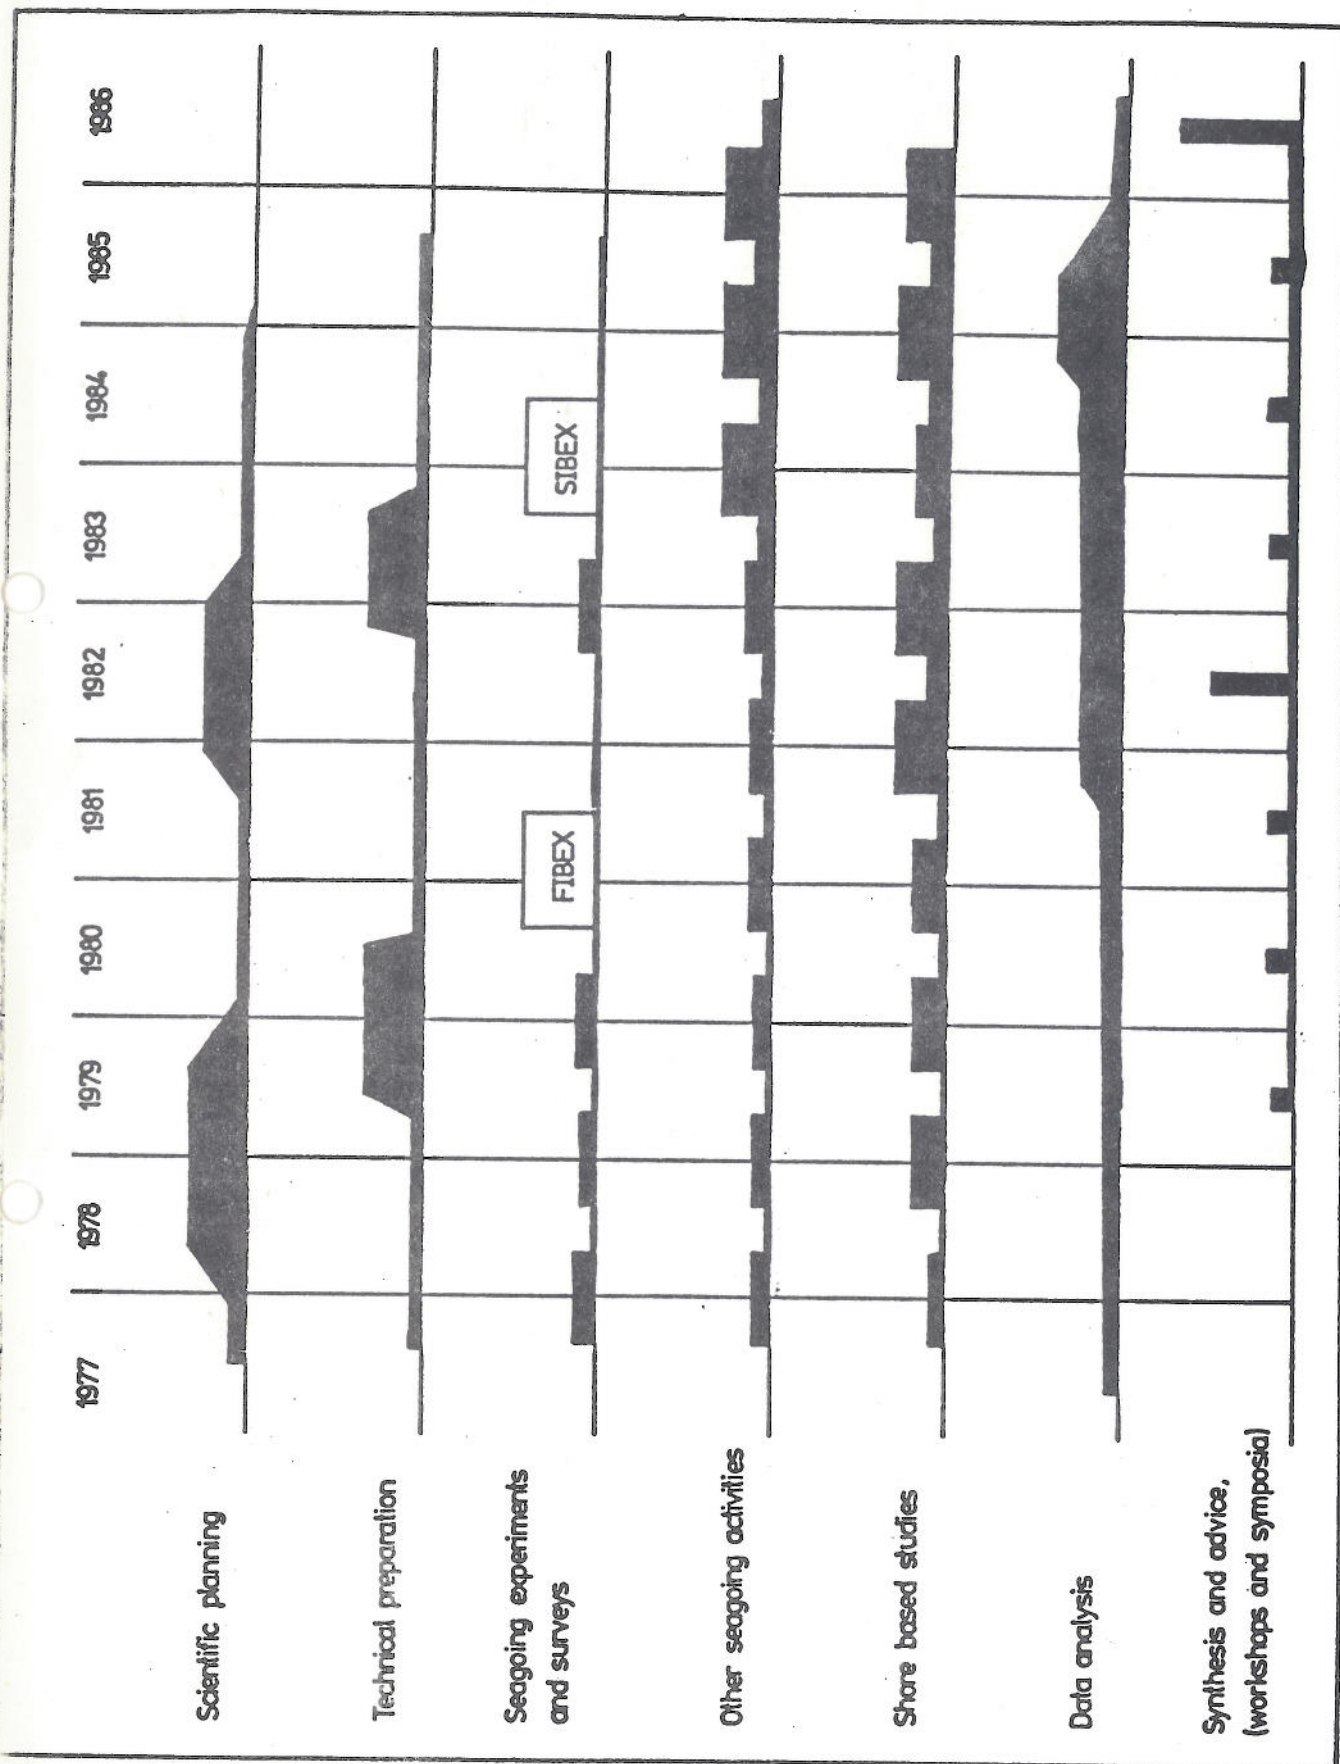 1977 1978 1979 1980 1981 1982 1983 1984 1985 1986
Scientific planning
Technical preparation
Seagoing experiments
and surveys
FIBEX
SIBEX
Other seagoing activities
Shore based studies
Data analysis
Synthesis and advice,
(workshops and symposia)